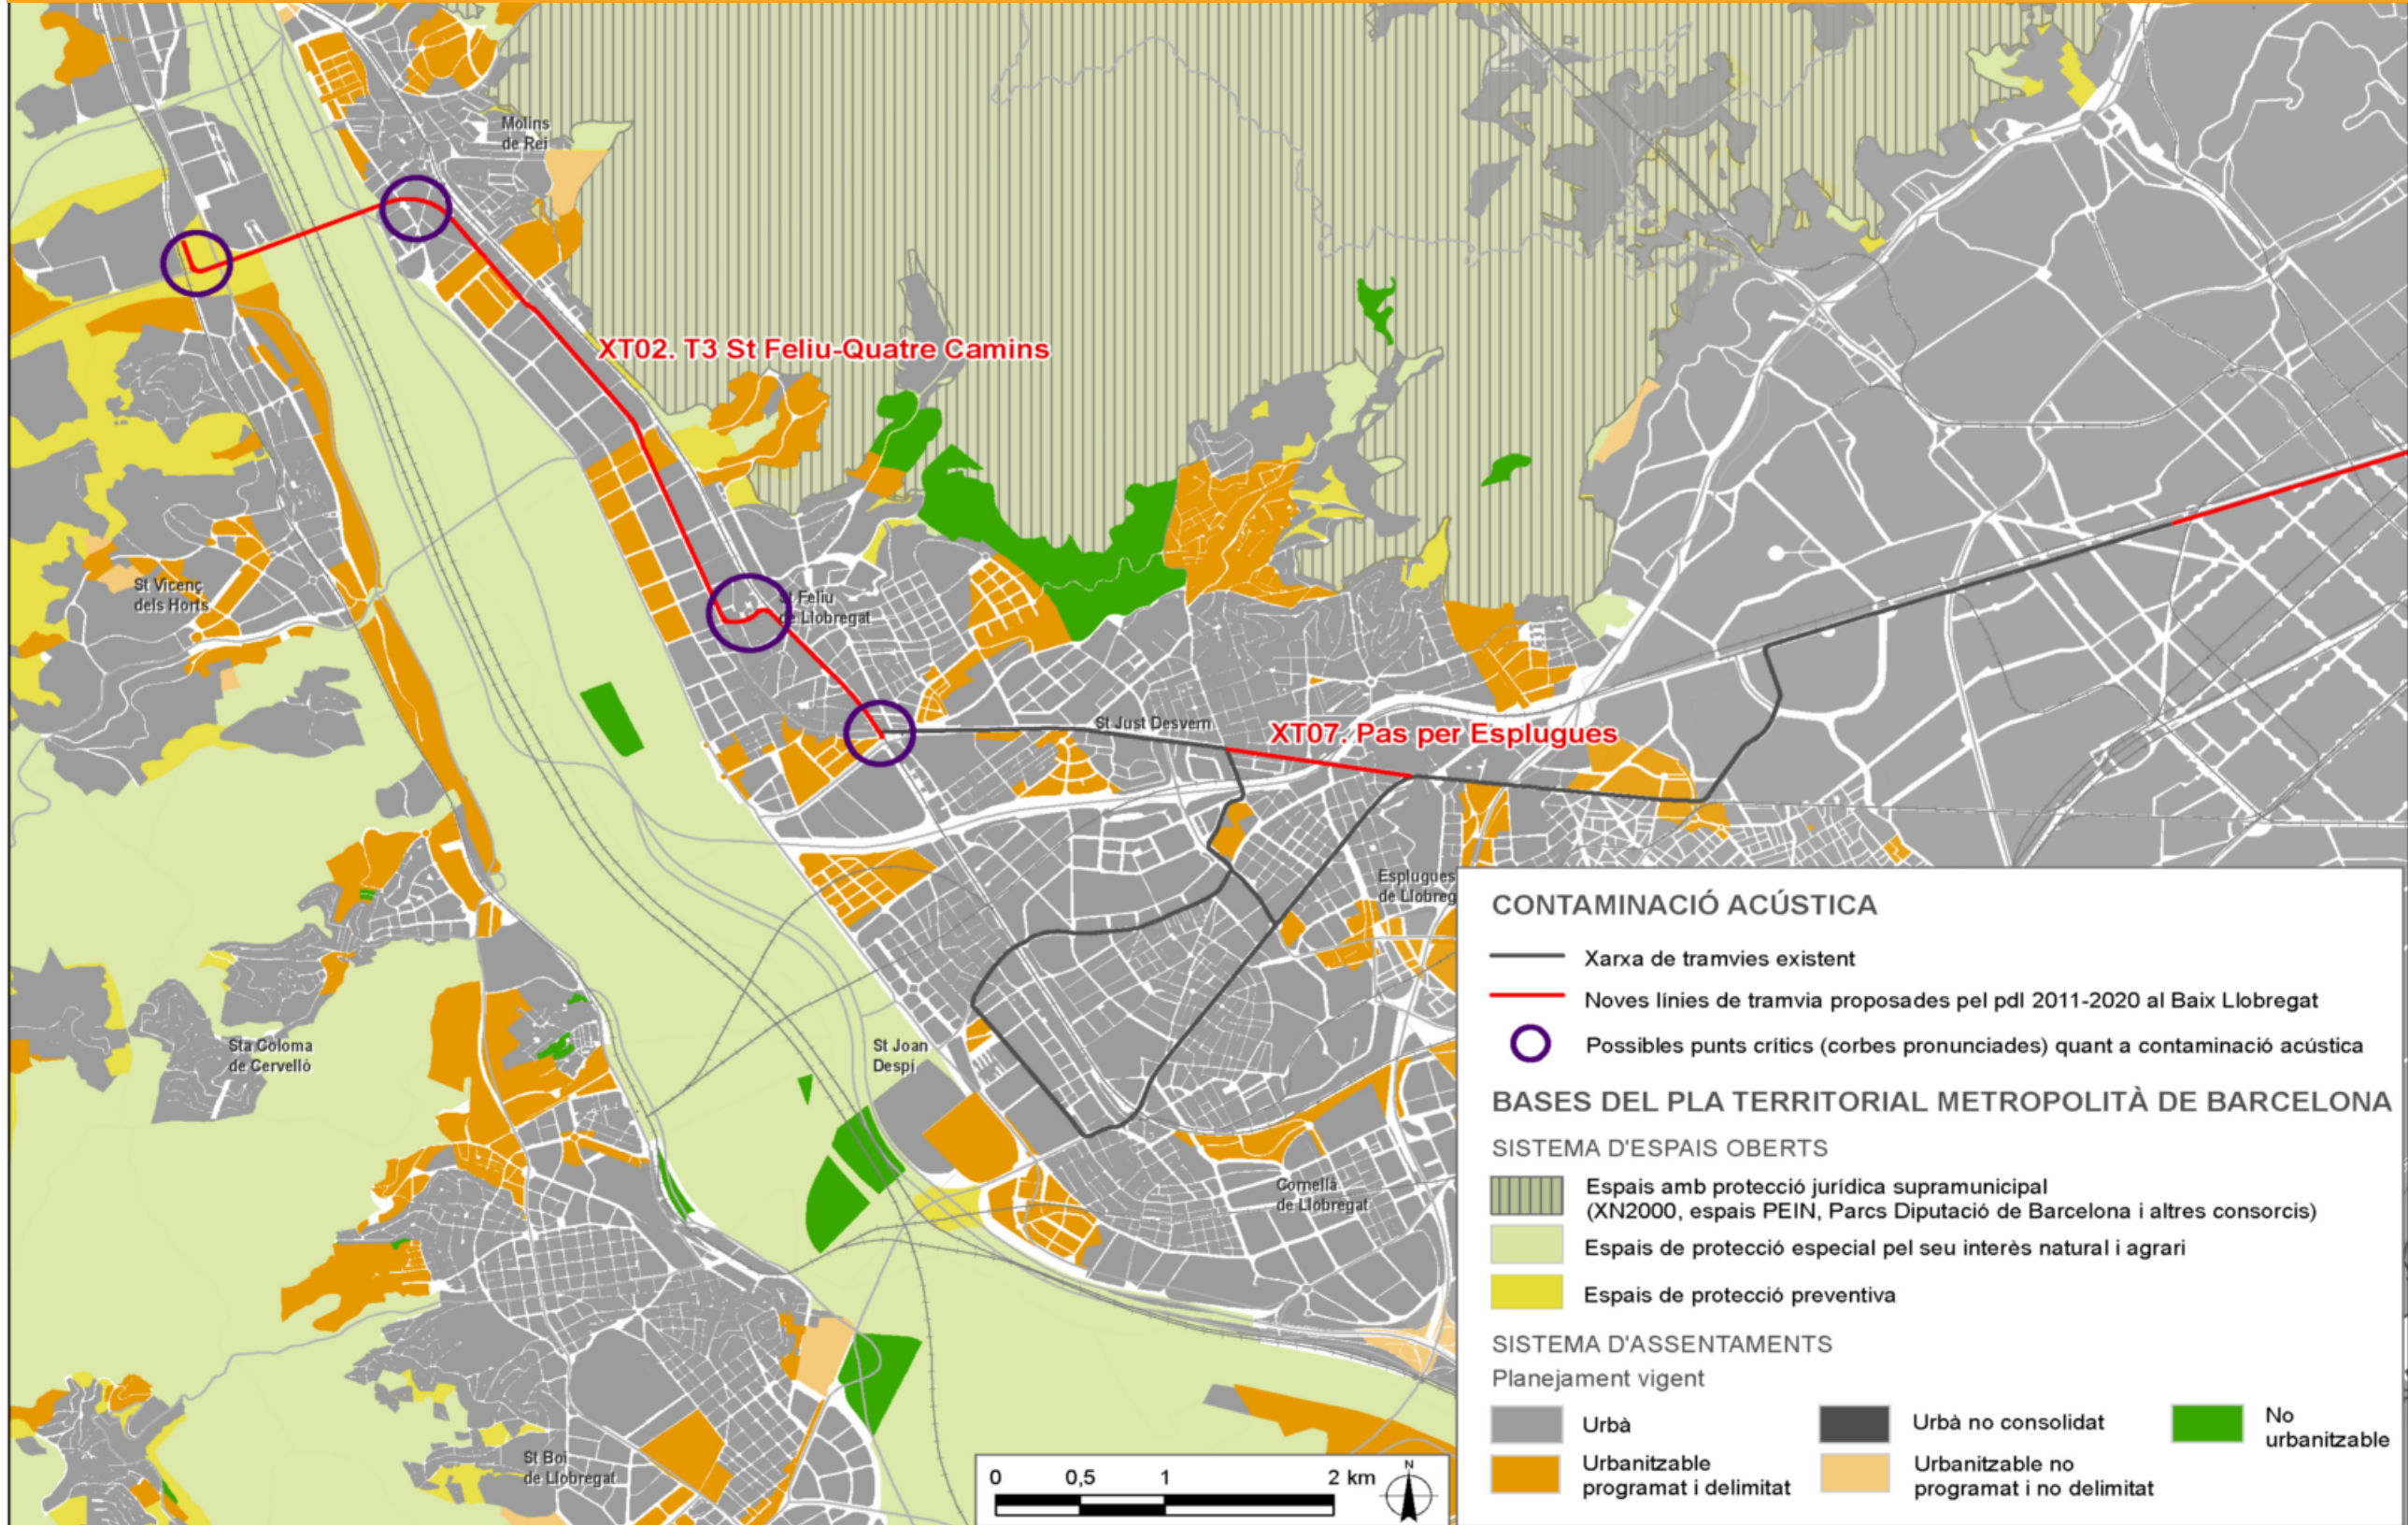 Molins
de Rei
XT02. T3 St Feliu-Quatre Camins
St Vicenç
dels Horts
St Feliu
de Llobregat
St Just Desvern
XT07. Pas per Esplugues
Esplugues
de Llobreg
Sta Coloma
de Cervelló
St Joan
Despí
Cornellà
de Llobregat
St Boi
de Llobregat
0 0,5 1 2 km
N
CONTAMINACIÓ ACÚSTICA
Xarxa de tramvies existent
Noves línies de tramvia proposades pel pdI 2011-2020 al Baix Llobregat
Possibles punts crítics (corbes pronunciades) quant a contaminació acústica
BASES DEL PLA TERRITORIAL METROPOLITÀ DE BARCELONA
SISTEMA D'ESPAIS OBERTS
Espais amb protecció jurídica supramunicipal
(XN2000, espais PEIN, Parcs Diputació de Barcelona i altres consorcis)
Espais de protecció especial pel seu interès natural i agrari
Espais de protecció preventiva
SISTEMA D'ASSENTAMENTS
Planejament vigent
Urbà
Urbà no consolidat
No
urbanitzable
Urbanitzable
programat i delimitat
Urbanitzable no
programat i no delimitat